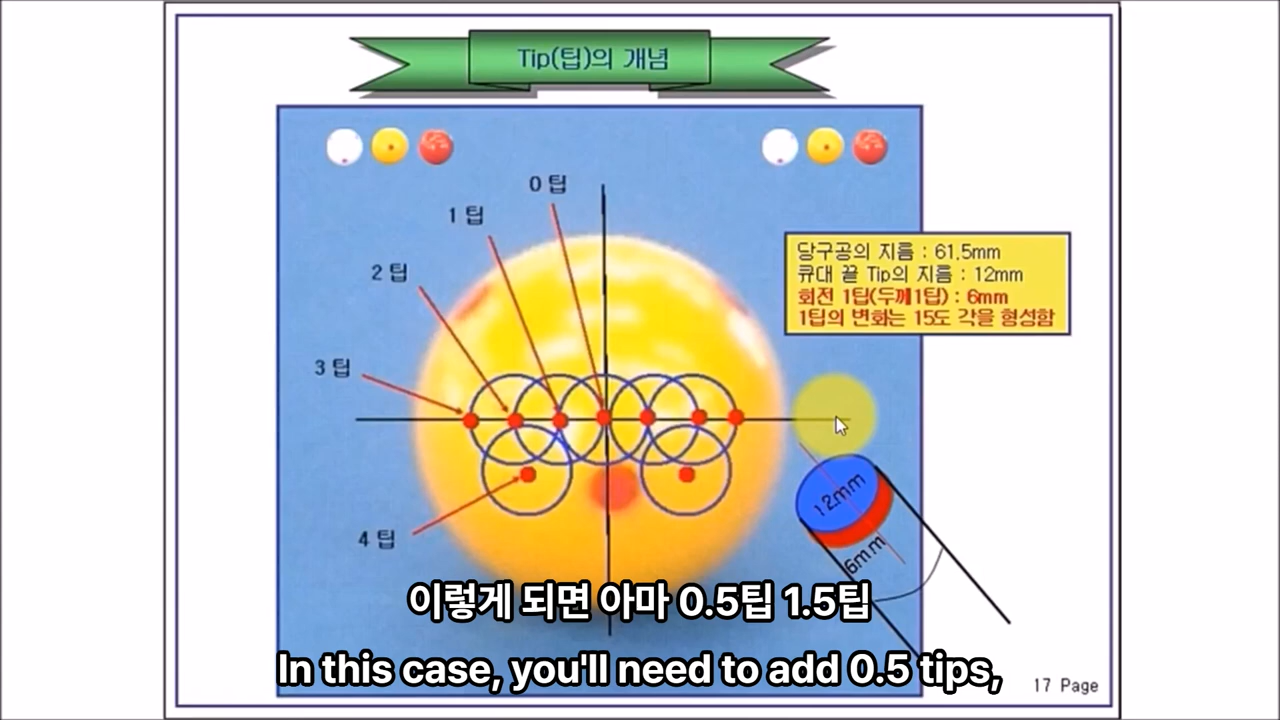 Tip(팁)의 개념
0 팁
1 팁
2 팁
3 팁
4 팁
당구공의 지름 : 61.5mm
큐대 끝 Tip의 지름 : 12mm
회전 1팁(두께1팁) : 6mm
1팁의 변화는 15도 각을 형성함
12mm
6mm
이렇게 되면 아마 0.5팁 1.5팁
In this case, you'll need to add 0.5 tips,
17 Page